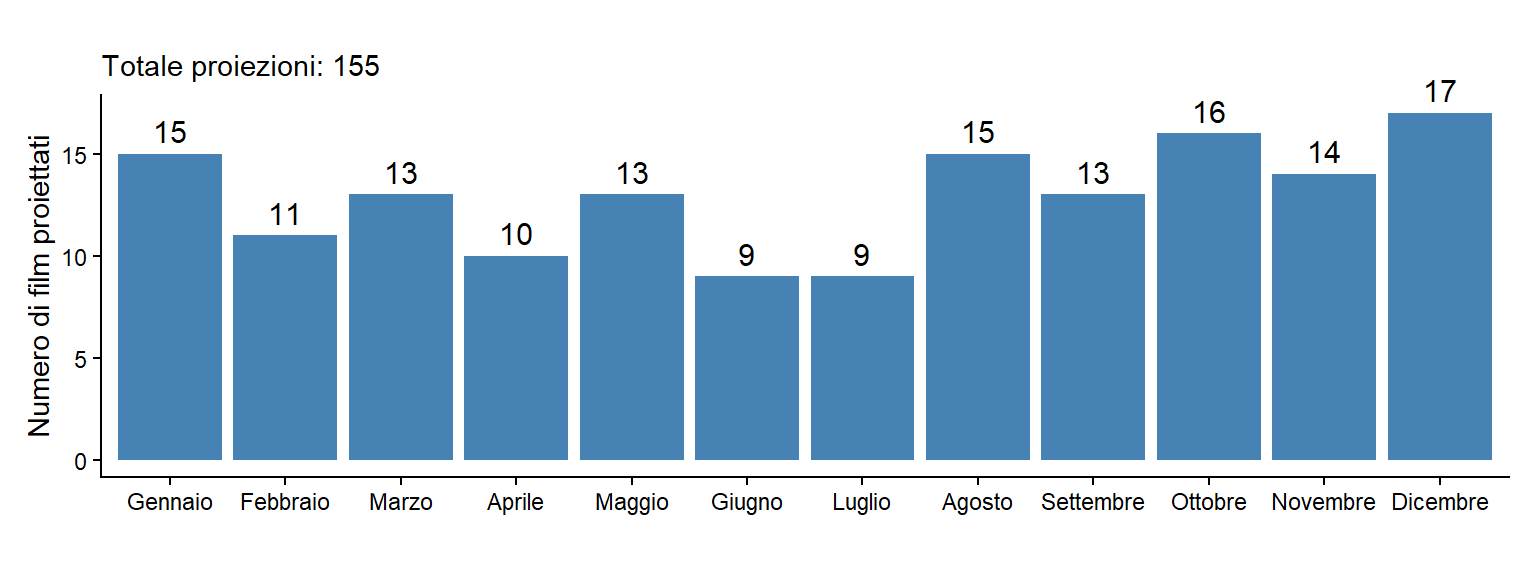 Totale proiezioni: 155
Numero di film proiettati
15
10
5
0
15
11
13
10
13
9
9
15
13
16
14
17
Gennaio
Febbraio
Marzo
Aprile
Maggio
Giugno
Luglio
Agosto
Settembre
Ottobre
Novembre
Dicembre